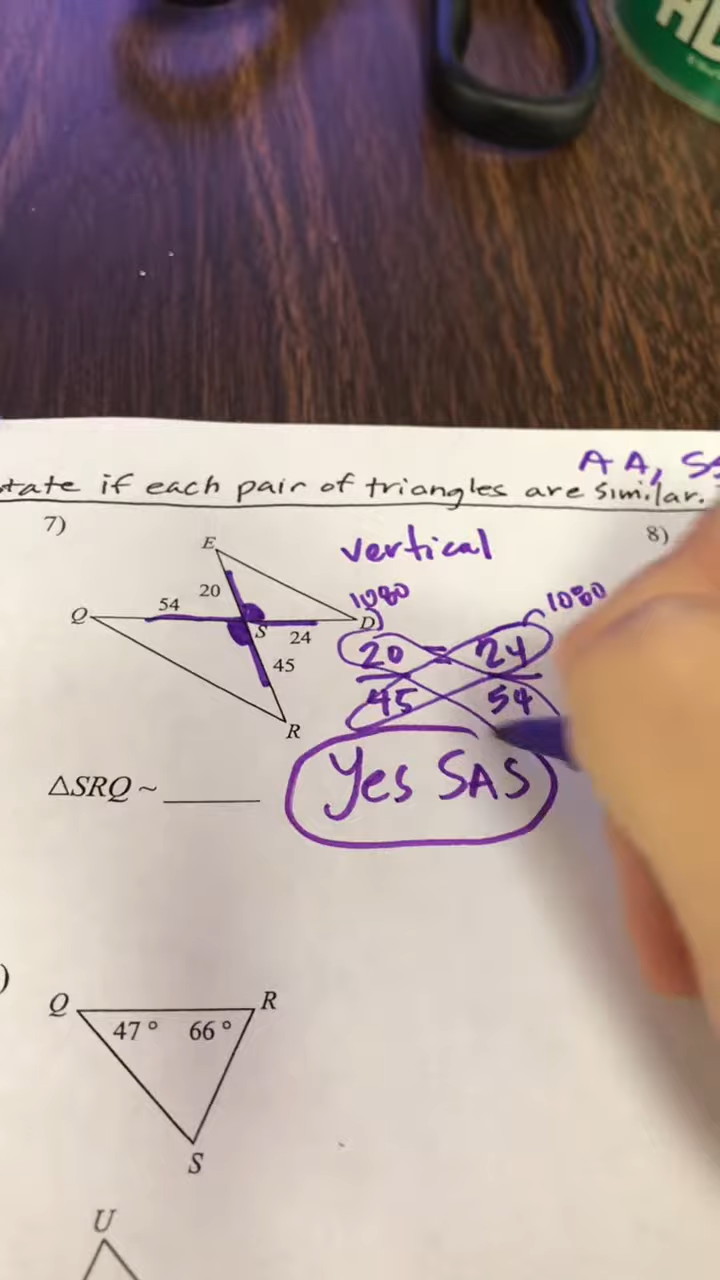 AA, SS
state if each pair of triangles are similar.
7)
8)
vertical
E
20
54
Q
D
S
24
45
R
1080
1080
20 = 24
45 54
△SRQ ~
Yes SAS
)
Q
R
47°
66°
S
U